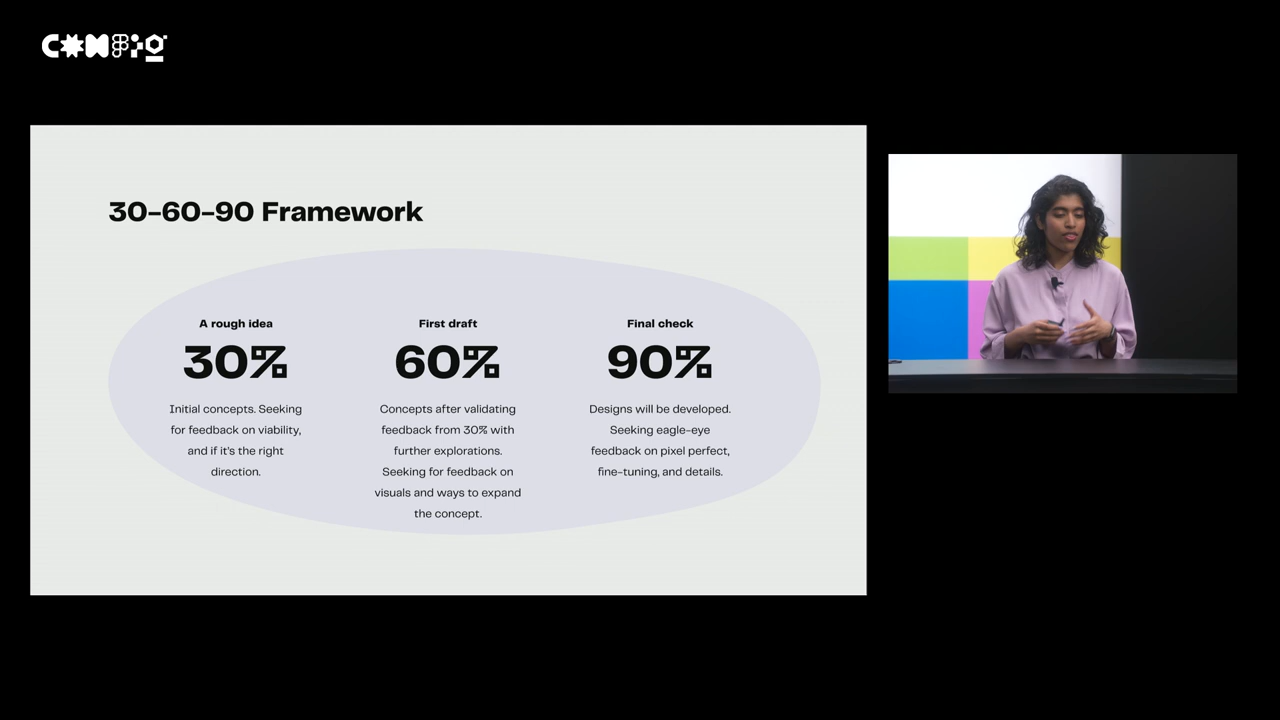 CONFIG
30-60-90 Framework
A rough idea
30%
Initial concepts. Seeking
for feedback on viability,
and if it's the right
direction.
First draft
60%
Concepts after validating
feedback from 30% with
further explorations.
Seeking for feedback on
visuals and ways to expand
the concept.
Final check
90%
Designs will be developed.
Seeking eagle-eye
feedback on pixel perfect,
fine-tuning, and details.